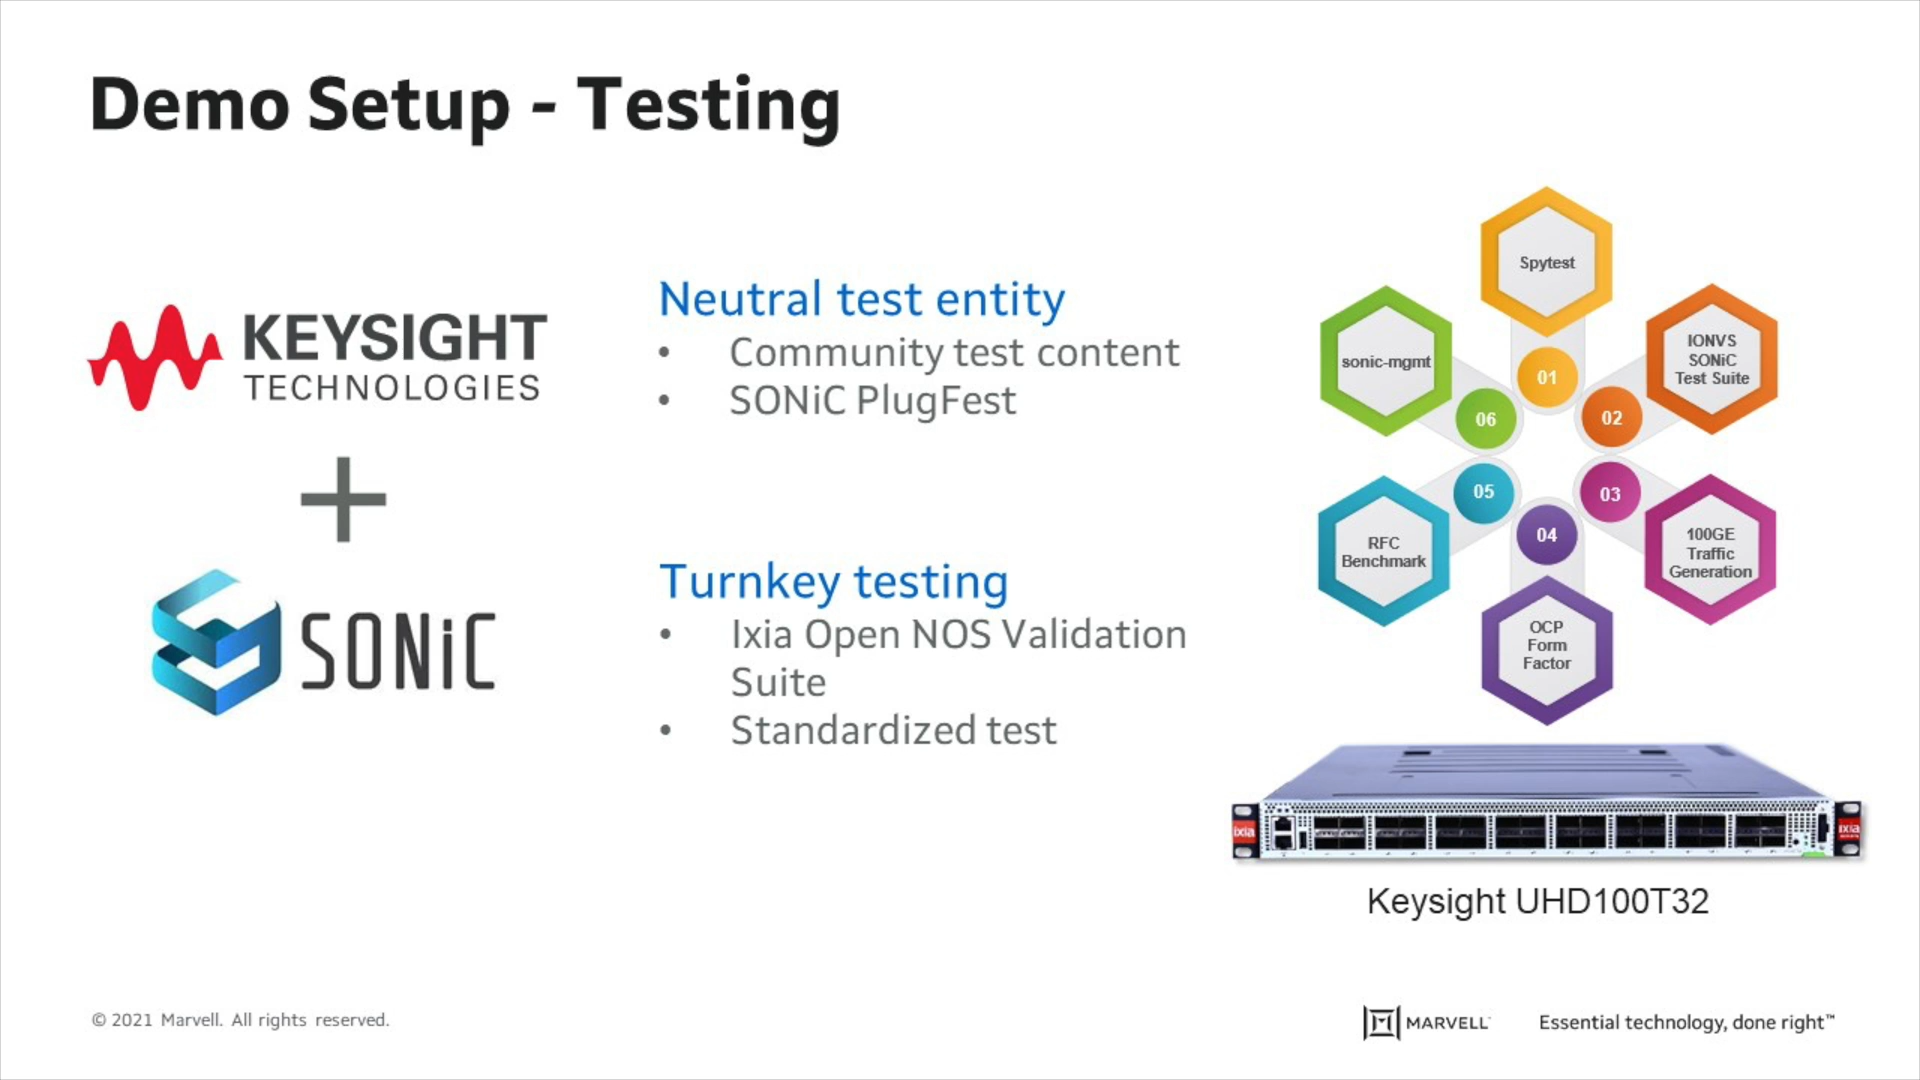 Demo Setup - Testing
KEYSIGHT
TECHNOLOGIES
SONiC
Neutral test entity
• Community test content
• SONiC PlugFest
Turnkey testing
• Ixia Open NOS Validation
Suite
• Standardized test
Spytest
01
IONVS
SONiC
Test Suite
02
100GE
Traffic
Generation
03
OCP
Form
Factor
04
RFC
Benchmark
05
sonic-mgmt
06
ixia
ixia
Keysight UHD100T32
© 2021 Marvell. All rights reserved.
MARVELL
Essential technology, done right™